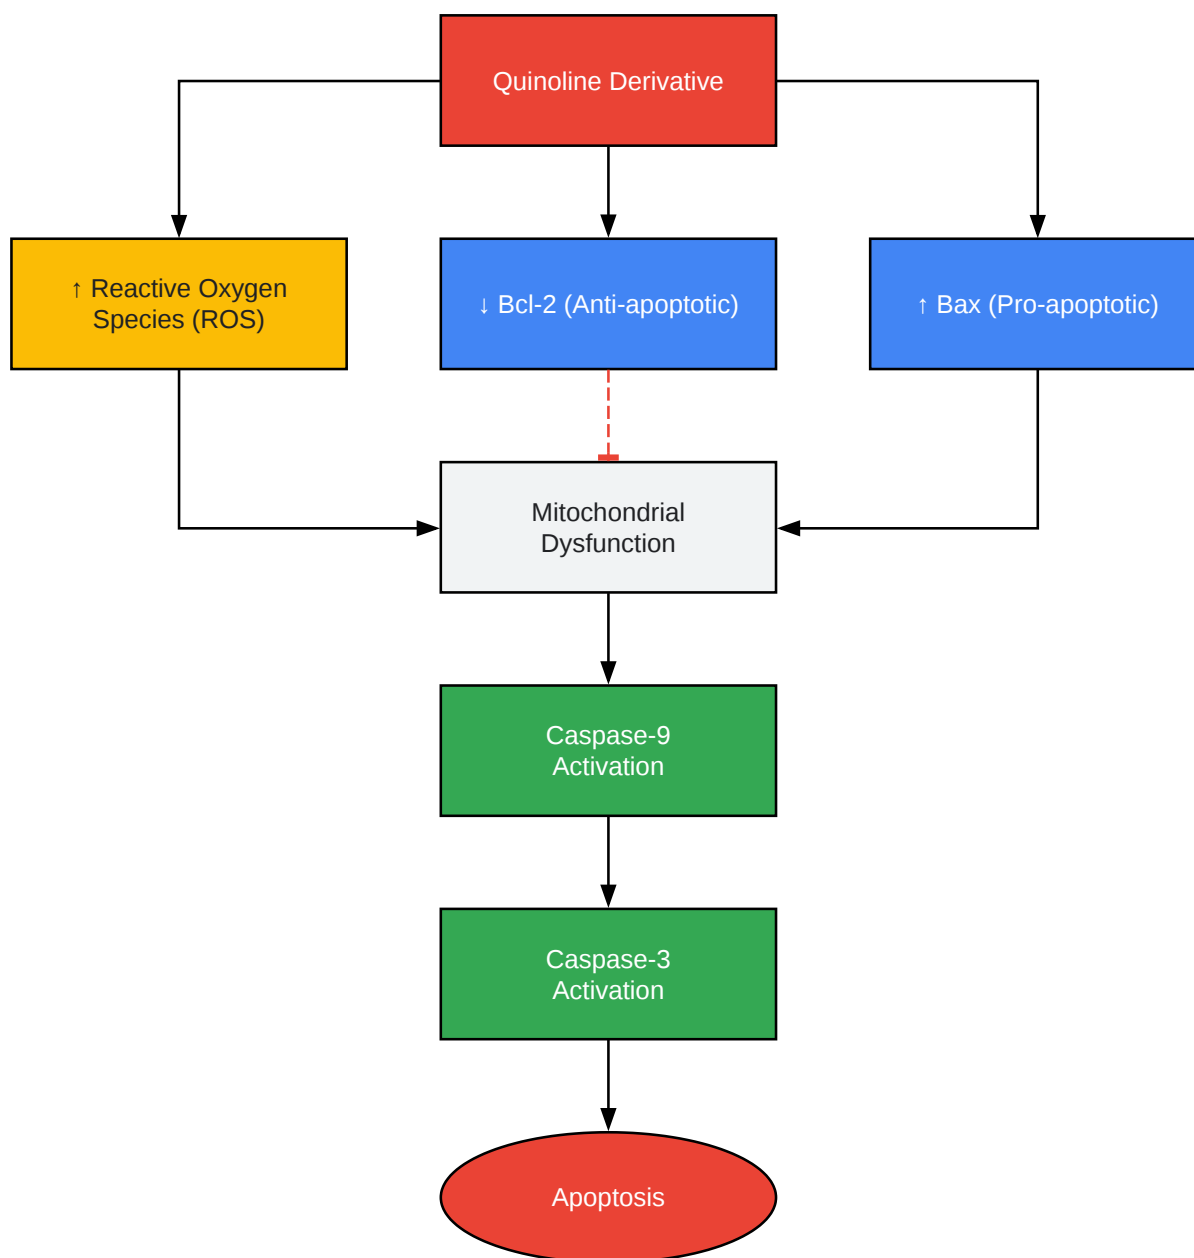 Quinoline Derivative
↑ Reactive Oxygen
Species (ROS)
↓ Bcl-2 (Anti-apoptotic)
↑ Bax (Pro-apoptotic)
Mitochondrial
Dysfunction
Caspase-9
Activation
Caspase-3
Activation
Apoptosis